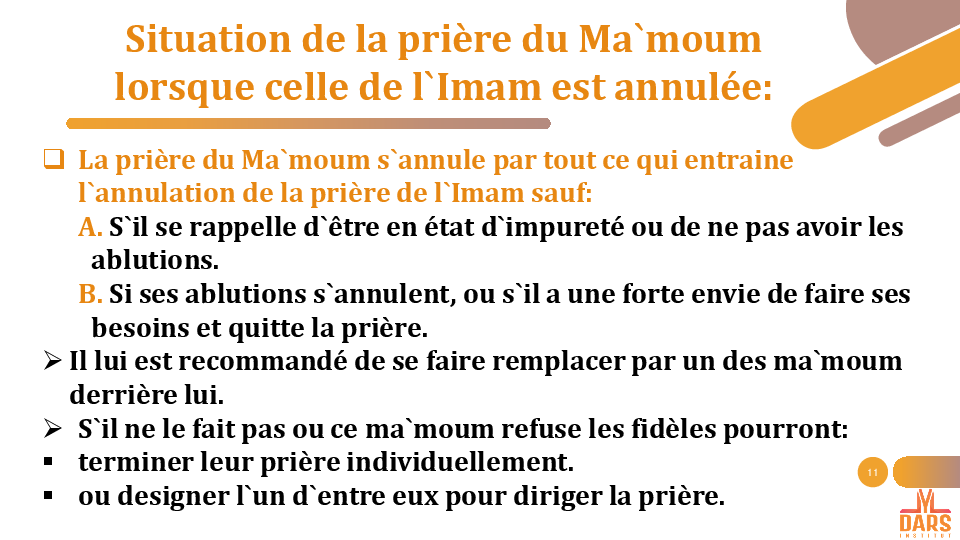 Situation de la prière du Ma`moum
lorsque celle de l`Imam est annulée:
La prière du Ma`moum s`annule par tout ce qui entraine
l`annulation de la prière de l`Imam sauf:
A. S`il se rappelle d`être en état d`impureté ou de ne pas avoir les
ablutions.
B. Si ses ablutions s`annulent, ou s`il a une forte envie de faire ses
besoins et quitte la prière.
Il lui est recommandé de se faire remplacer par un des ma`moum
derrière lui.
S`il ne le fait pas ou ce ma`moum refuse les fidèles pourront:
terminer leur prière individuellement.
ou designer l`un d`entre eux pour diriger la prière.
11
DARS
INSTITUT